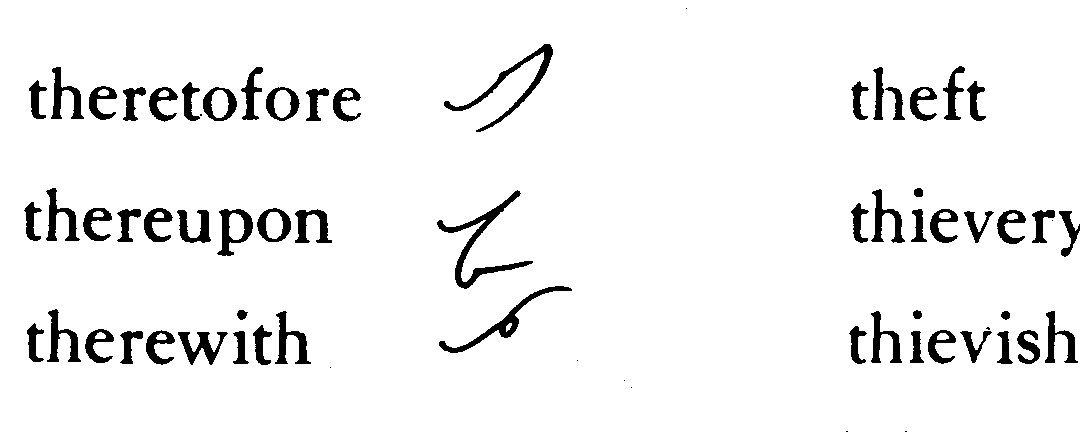 theretofore theft
thereupon thievery
therewith thievish